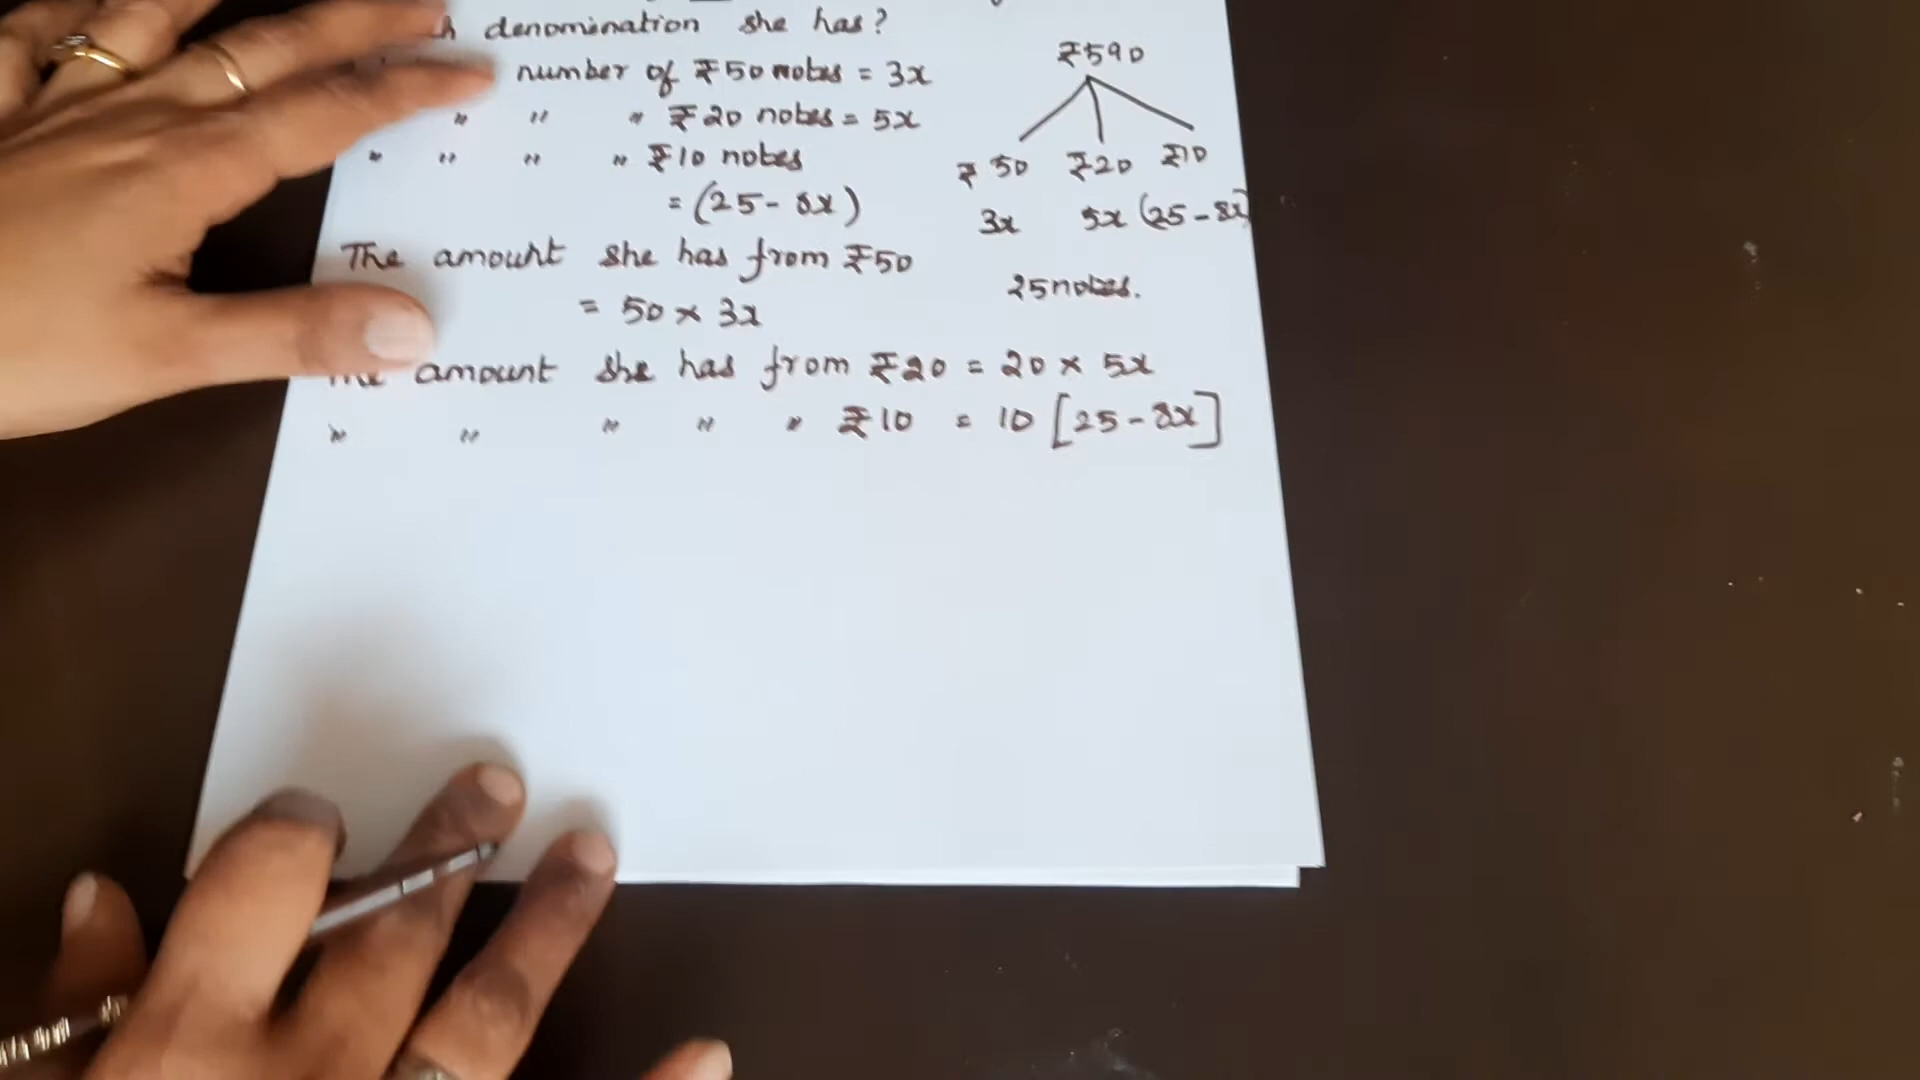 denomination she has?
number of ₹50 notes = 3x
" " " ₹20 notes = 5x
" " " " ₹10 notes
= (25 - 8x)
The amount she has from ₹50
= 50 × 3x
The amount she has from ₹20 = 20 × 5x
" " " " " ₹10 = 10 [25 - 8x]
₹590
₹50 ₹20 ₹10
3x 5x (25 - 8x)
25 notes.